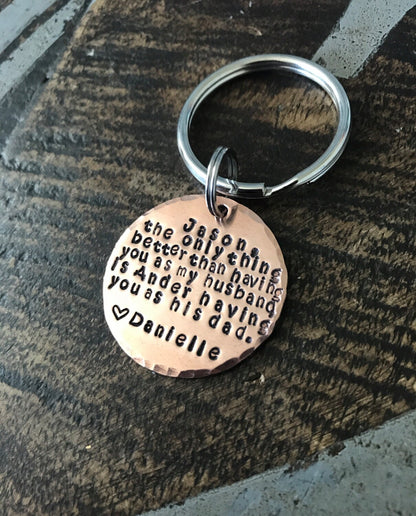 Jason,
the only thing
better than having
you as my husband,
is Ander having
you as his dad.
♡Danielle